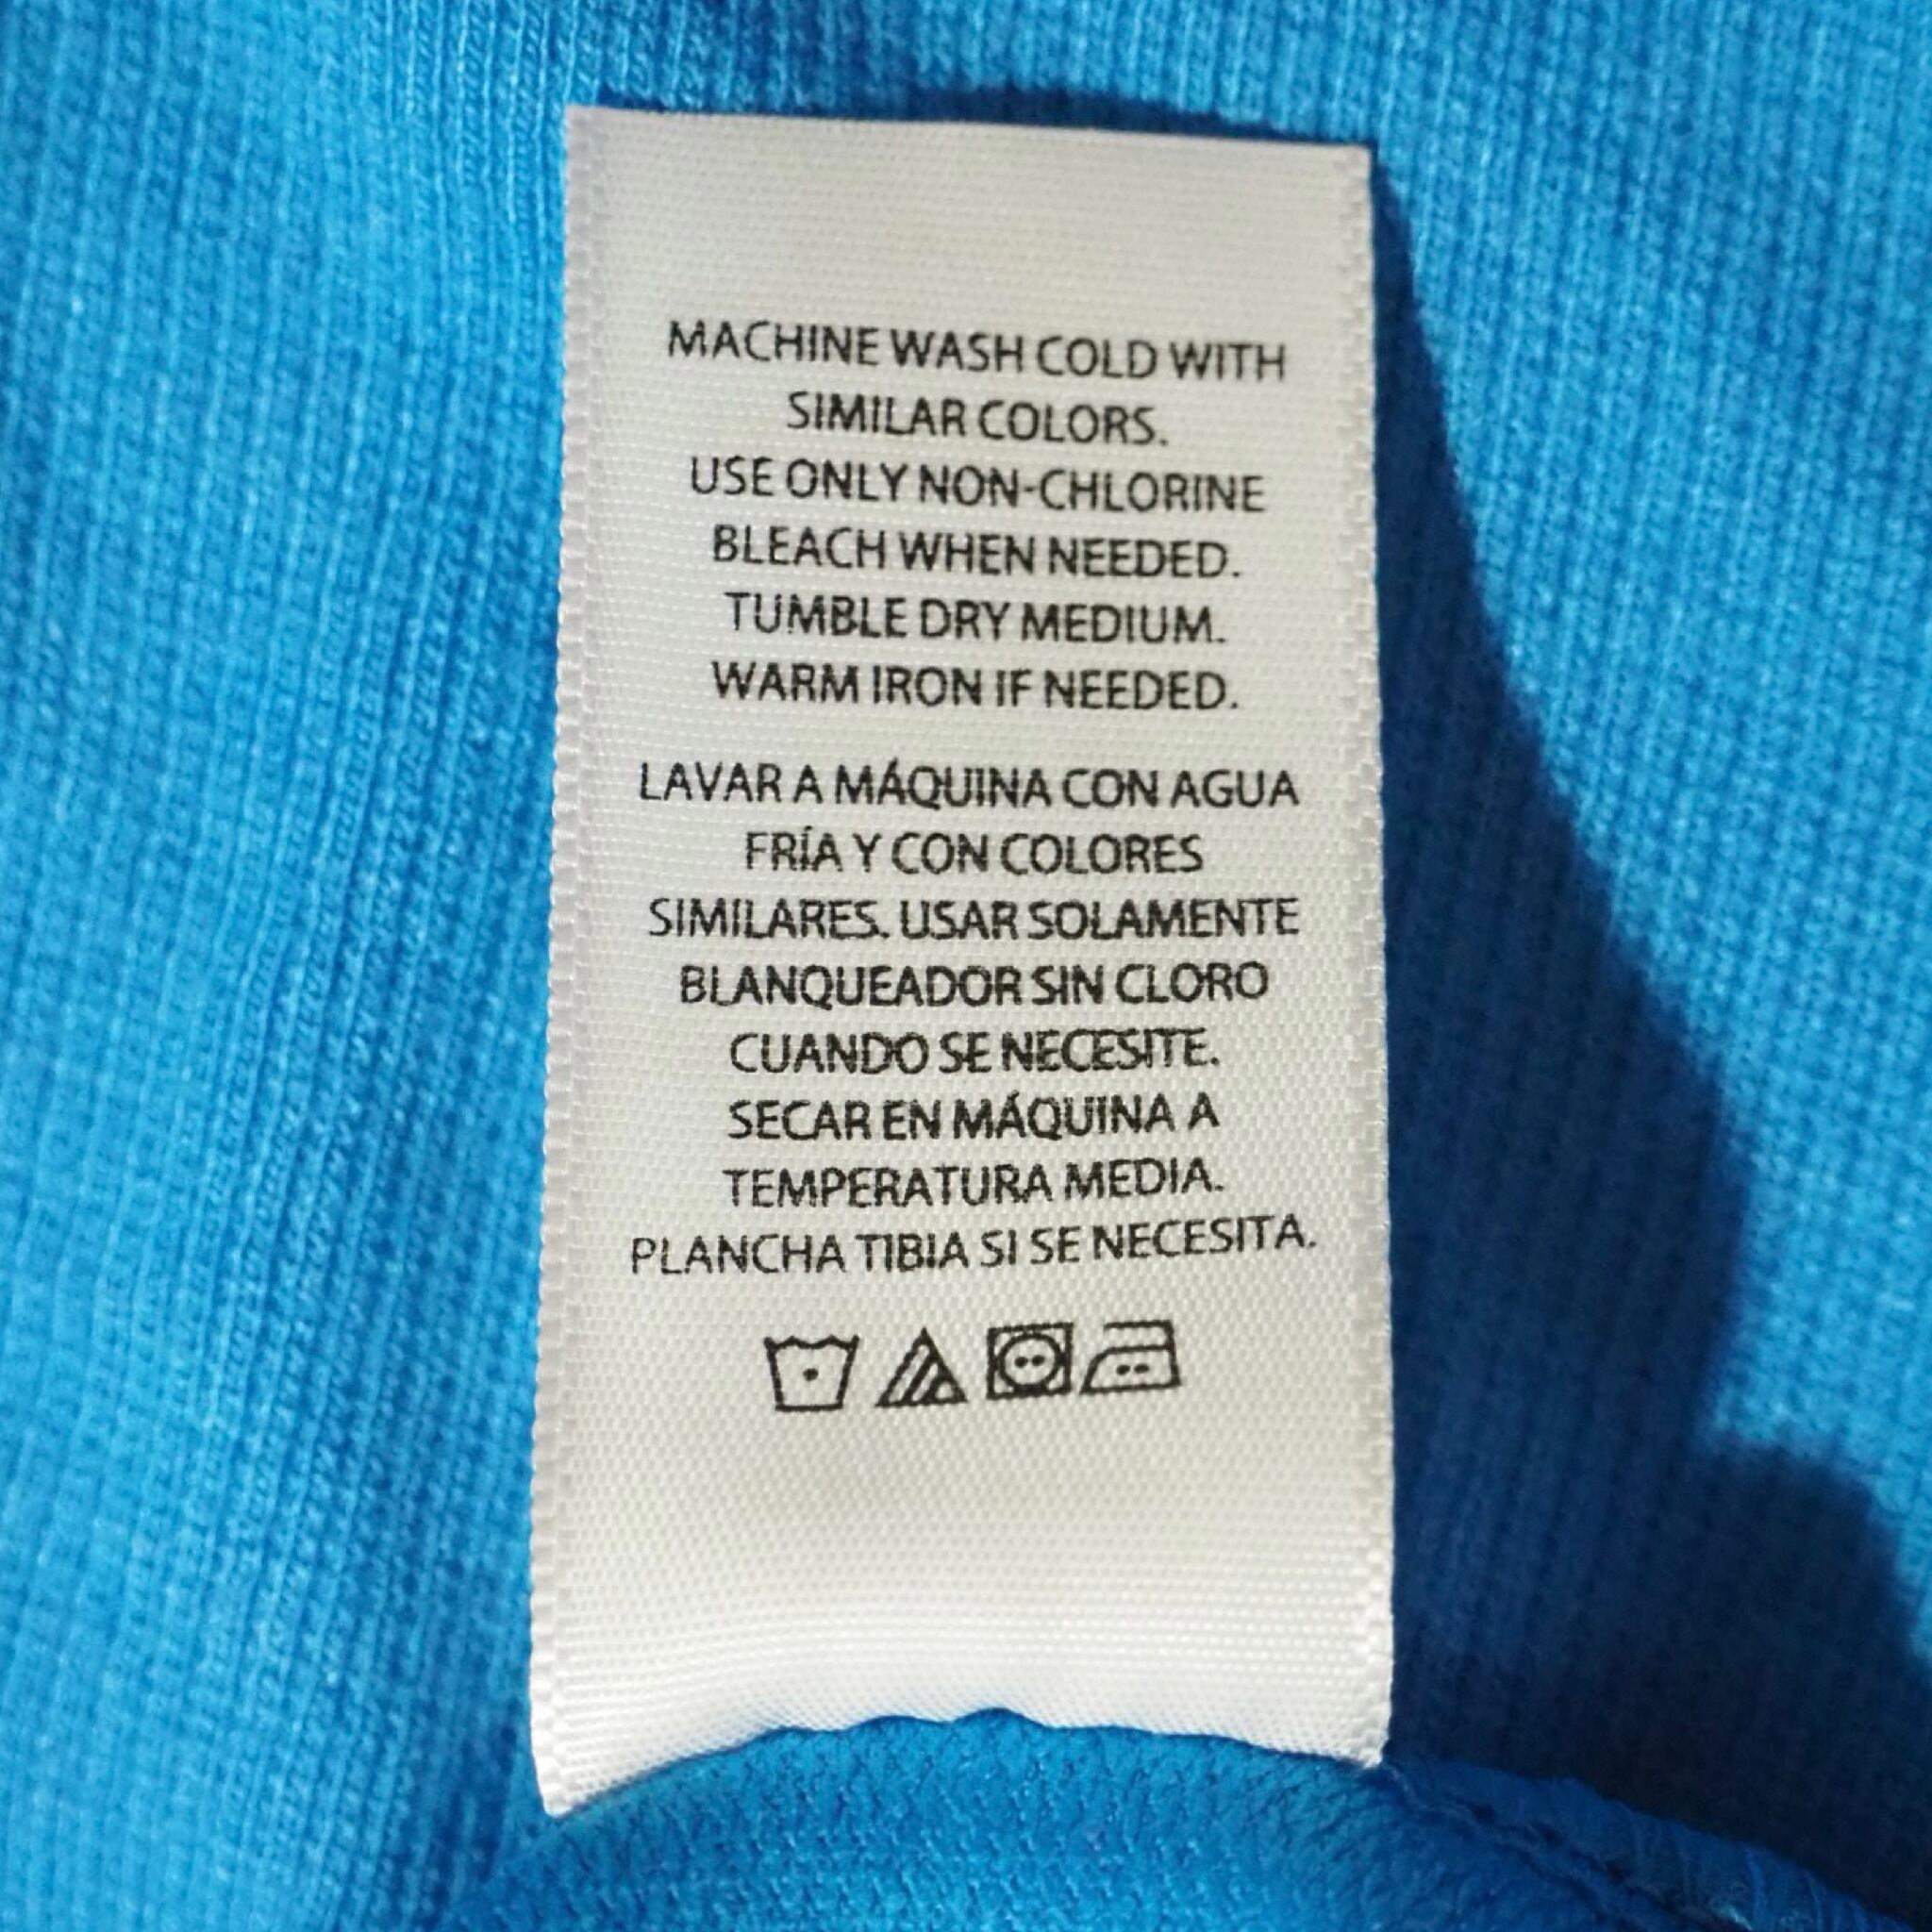 MACHINE WASH COLD WITH
SIMILAR COLORS.
USE ONLY NON-CHLORINE
BLEACH WHEN NEEDED.
TUMBLE DRY MEDIUM.
WARM IRON IF NEEDED.
LAVAR A MÁQUINA CON AGUA
FRÍA Y CON COLORES
SIMILARES. USAR SOLAMENTE
BLANQUEADOR SIN CLORO
CUANDO SE NECESITE.
SECAR EN MÁQUINA A
TEMPERATURA MEDIA.
PLANCHA TIBIA SI SE NECESITA.